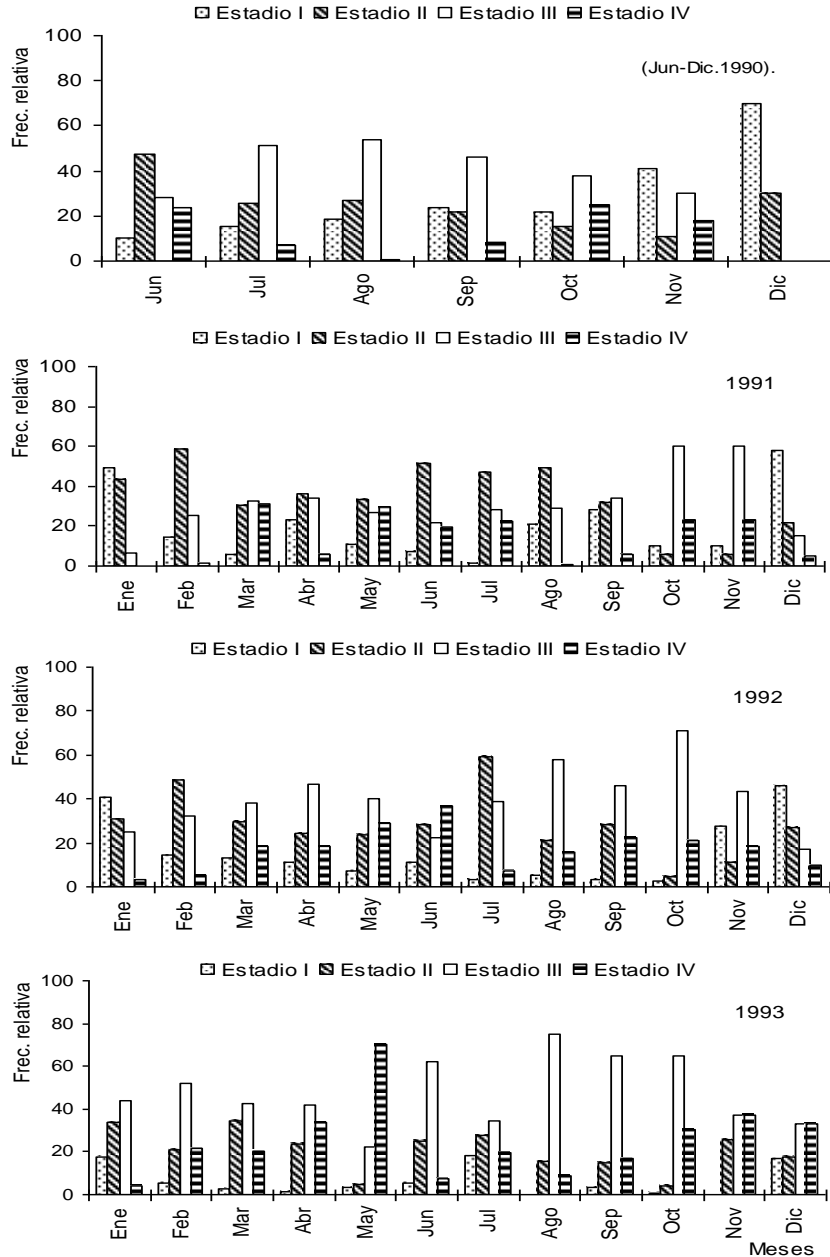 Estadio I Estadio II Estadio III Estadio IV
100
80
60
40
20
0
Frec. relativa
(Jun-Dic.1990).
Jun Jul Ago Sep Oct Nov Dic
Estadio I Estadio II Estadio III Estadio IV
100
80
60
40
20
0
Frec. relativa
1991
Ene Feb Mar Abr May Jun Jul Ago Sep Oct Nov Dic
Estadio I Estadio II Estadio III Estadio IV
100
80
60
40
20
0
Frec. relativa
1992
Ene Feb Mar Abr May Jun Jul Ago Sep Oct Nov Dic
Estadio I Estadio II Estadio III Estadio IV
100
80
60
40
20
0
Frec. relativa
1993
Ene Feb Mar Abr May Jun Jul Ago Sep Oct Nov Dic
Meses